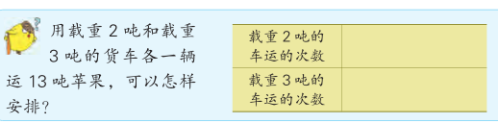 用载重 2 吨和载重
3 吨的货车各一辆
运 13 吨苹果，可以怎样
安排？
载重 2 吨的
车运的次数
载重 3 吨的
车运的次数